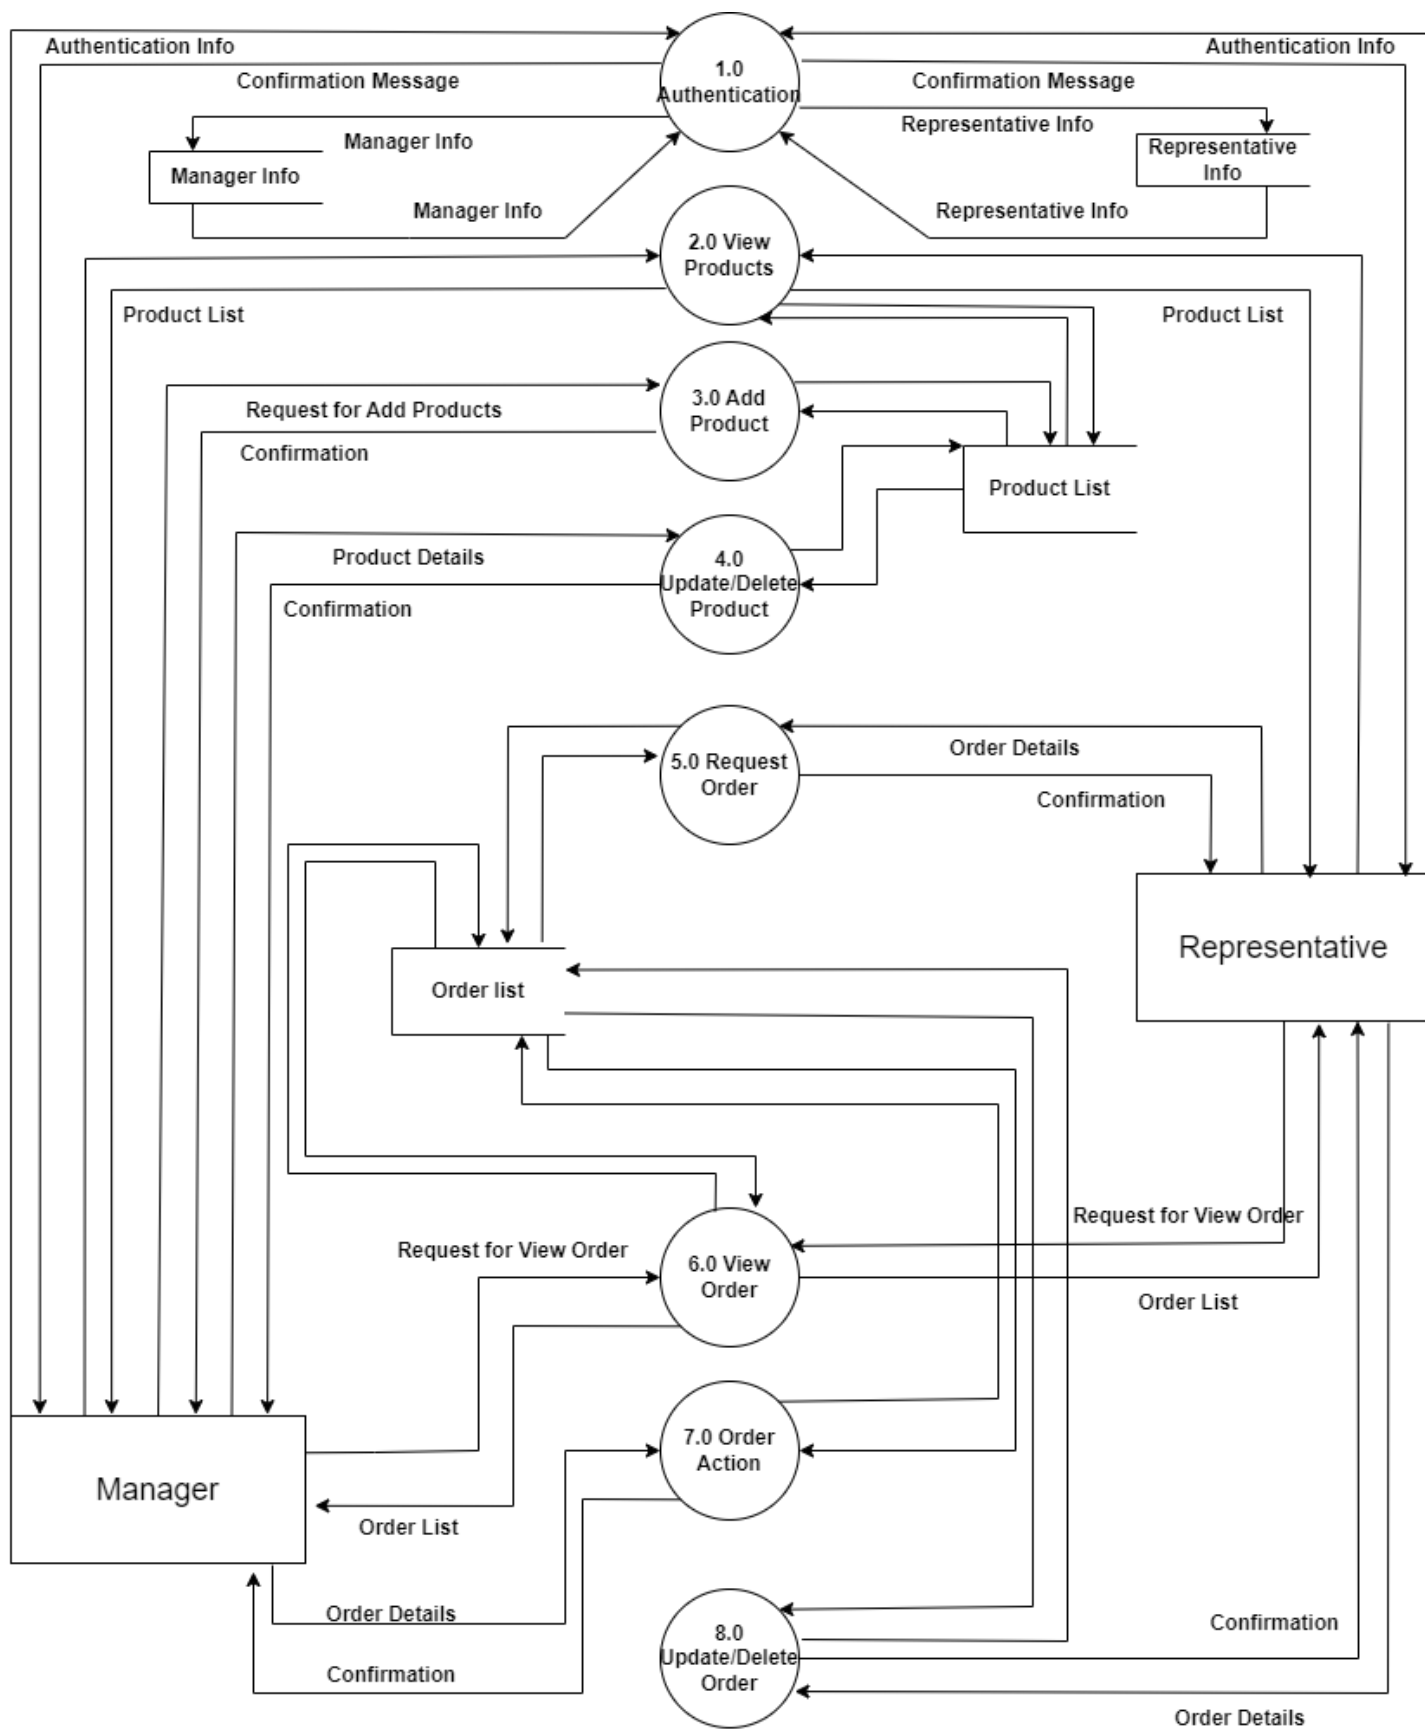 Authentication Info
Authentication Info
1.0
Authentication
Confirmation Message
Confirmation Message
Representative Info
Manager Info
Representative
Info
Manager Info
Manager Info
Representative Info
2.0 View
Products
Product List
Product List
3.0 Add
Product
Request for Add Products
Confirmation
Product List
Product Details
4.0
Update/Delete
Product
Confirmation
Order Details
5.0 Request
Order
Confirmation
Representative
Order list
Request for View Order
Request for View Order
6.0 View
Order
Order List
7.0 Order
Action
Manager
Order List
Order Details
Confirmation
8.0
Update/Delete
Order
Confirmation
Order Details